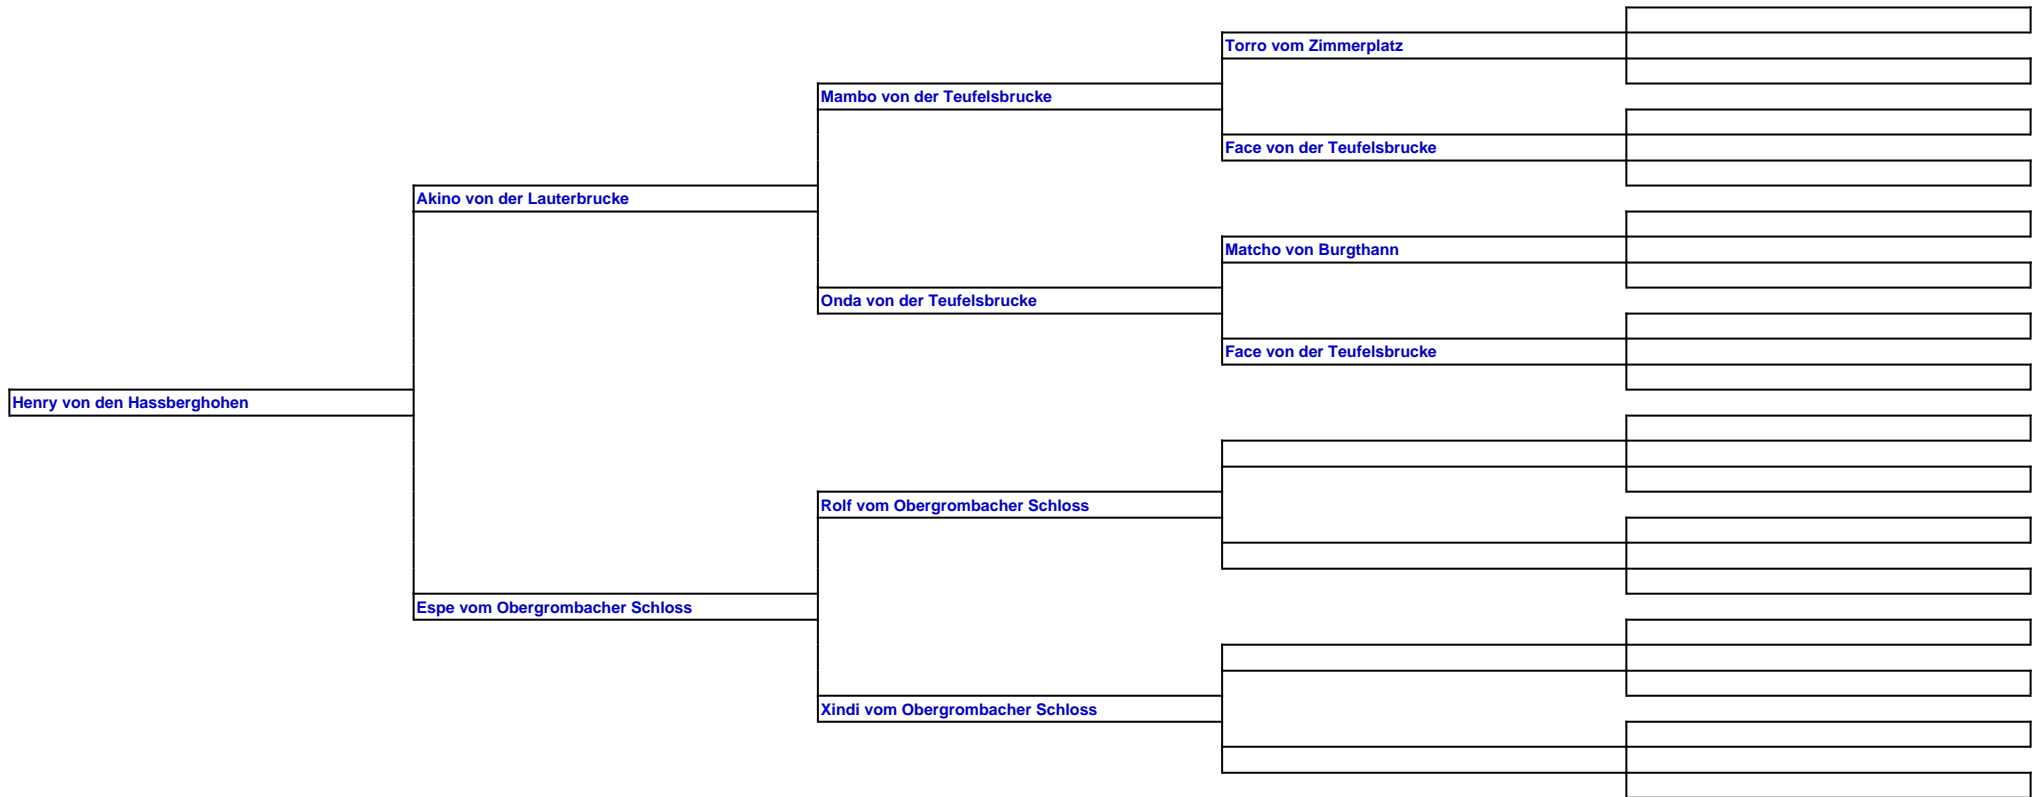 Torro vom Zimmerplatz
Mambo von der Teufelsbrucke
Face von der Teufelsbrucke
Akino von der Lauterbrucke
Matcho von Burgthann
Onda von der Teufelsbrucke
Face von der Teufelsbrucke
Henry von den Hassberghohen
Rolf vom Obergrombacher Schloss
Espe vom Obergrombacher Schloss
Xindi vom Obergrombacher Schloss